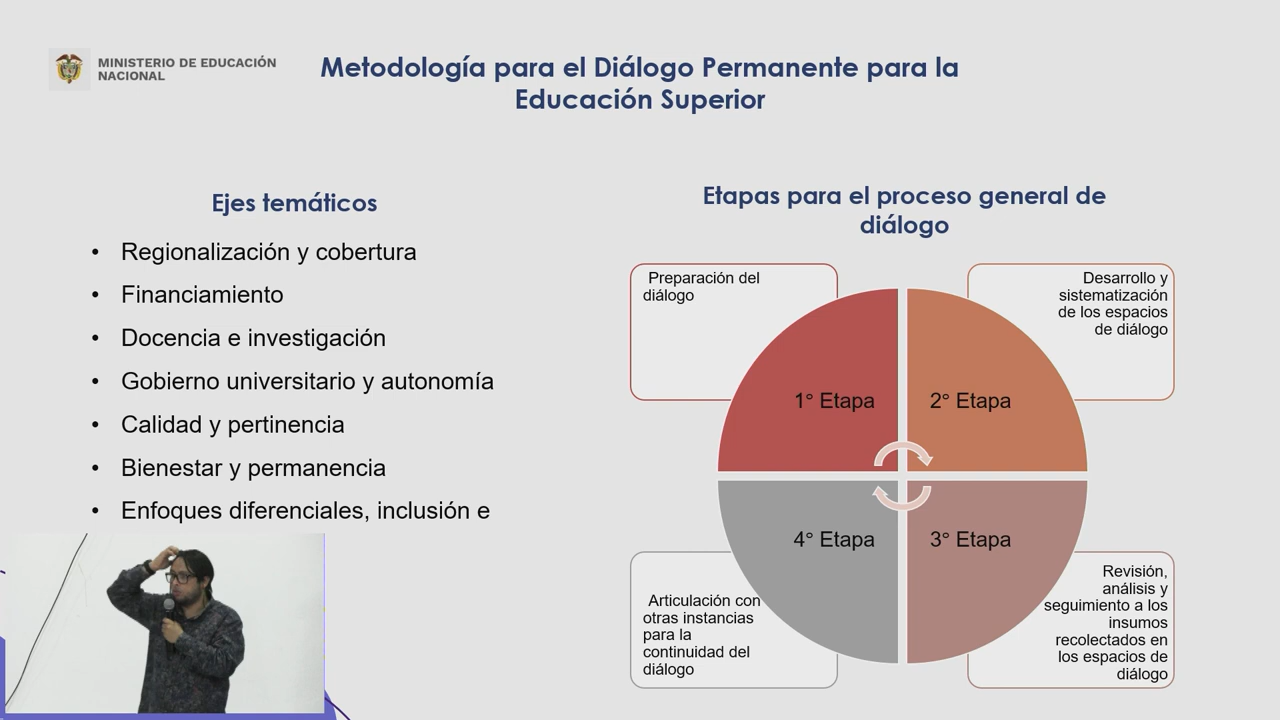 MINISTERIO DE EDUCACIÓN
NACIONAL
Metodología para el Diálogo Permanente para la
Educación Superior
Ejes temáticos
• Regionalización y cobertura
• Financiamiento
• Docencia e investigación
• Gobierno universitario y autonomía
• Calidad y pertinencia
• Bienestar y permanencia
• Enfoques diferenciales, inclusión e
Etapas para el proceso general de
diálogo
Preparación del
diálogo
Desarrollo y
sistematización
de los espacios
de diálogo
1° Etapa
2° Etapa
4° Etapa
3° Etapa
Articulación con
otras instancias
para la
continuidad del
diálogo
Revisión,
análisis y
seguimiento a los
insumos
recolectados en
los espacios de
diálogo